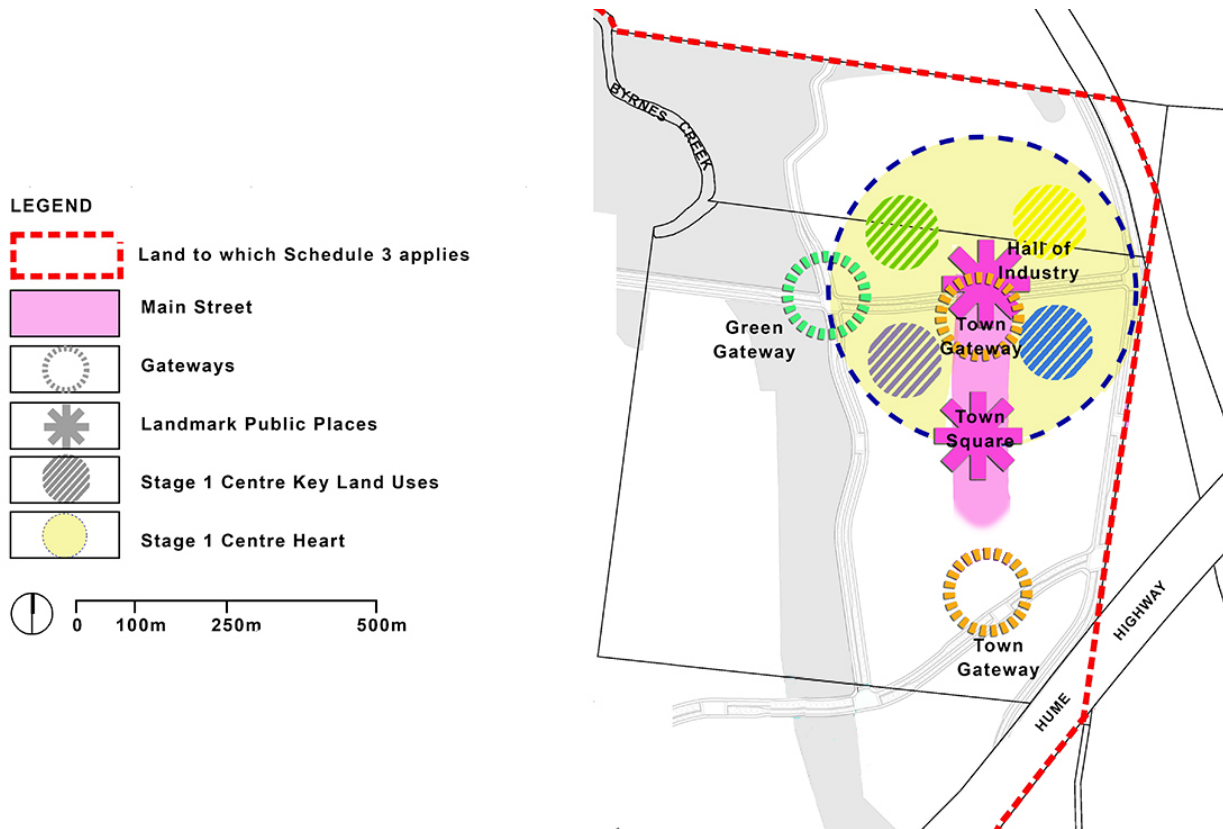 LEGEND
Land to which Schedule 3 applies
Main Street
Gateways
Landmark Public Places
Stage 1 Centre Key Land Uses
Stage 1 Centre Heart
0 100m 250m 500m
BYRNES CREEK
Hall of
Industry
Green
Gateway
Town
Gateway
Town
Square
Town
Gateway
HUME HIGHWAY